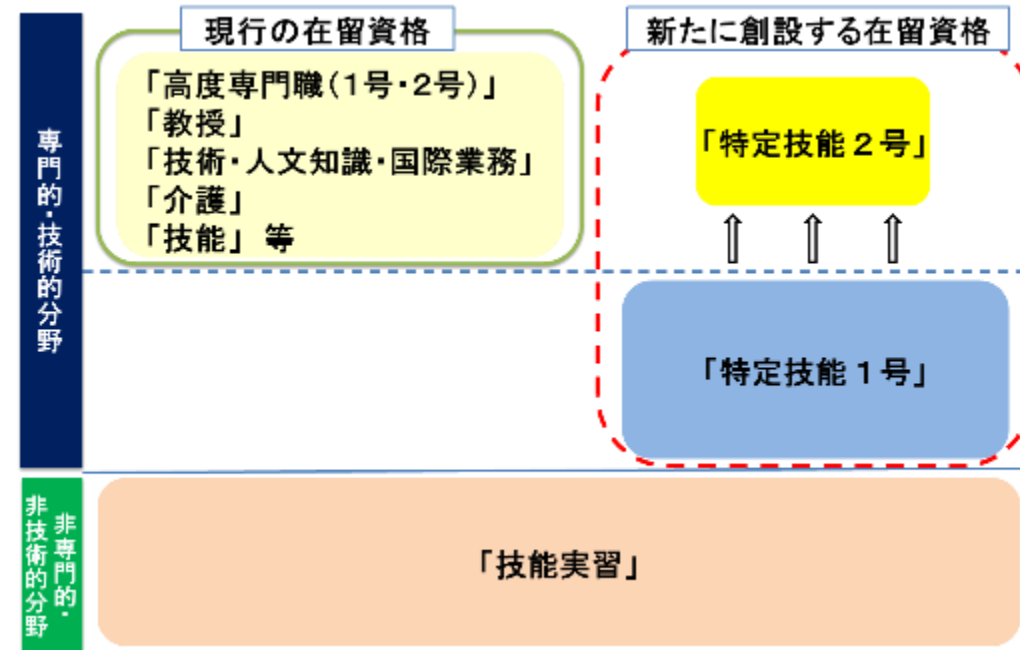 現行の在留資格
新たに創設する在留資格
専門的・技術的分野
「高度専門職(1号・2号)」
「教授」
「技術・人文知識・国際業務」
「介護」
「技能」 等
「特定技能2号」
「特定技能1号」
非専門的・
非技術的分野
「技能実習」